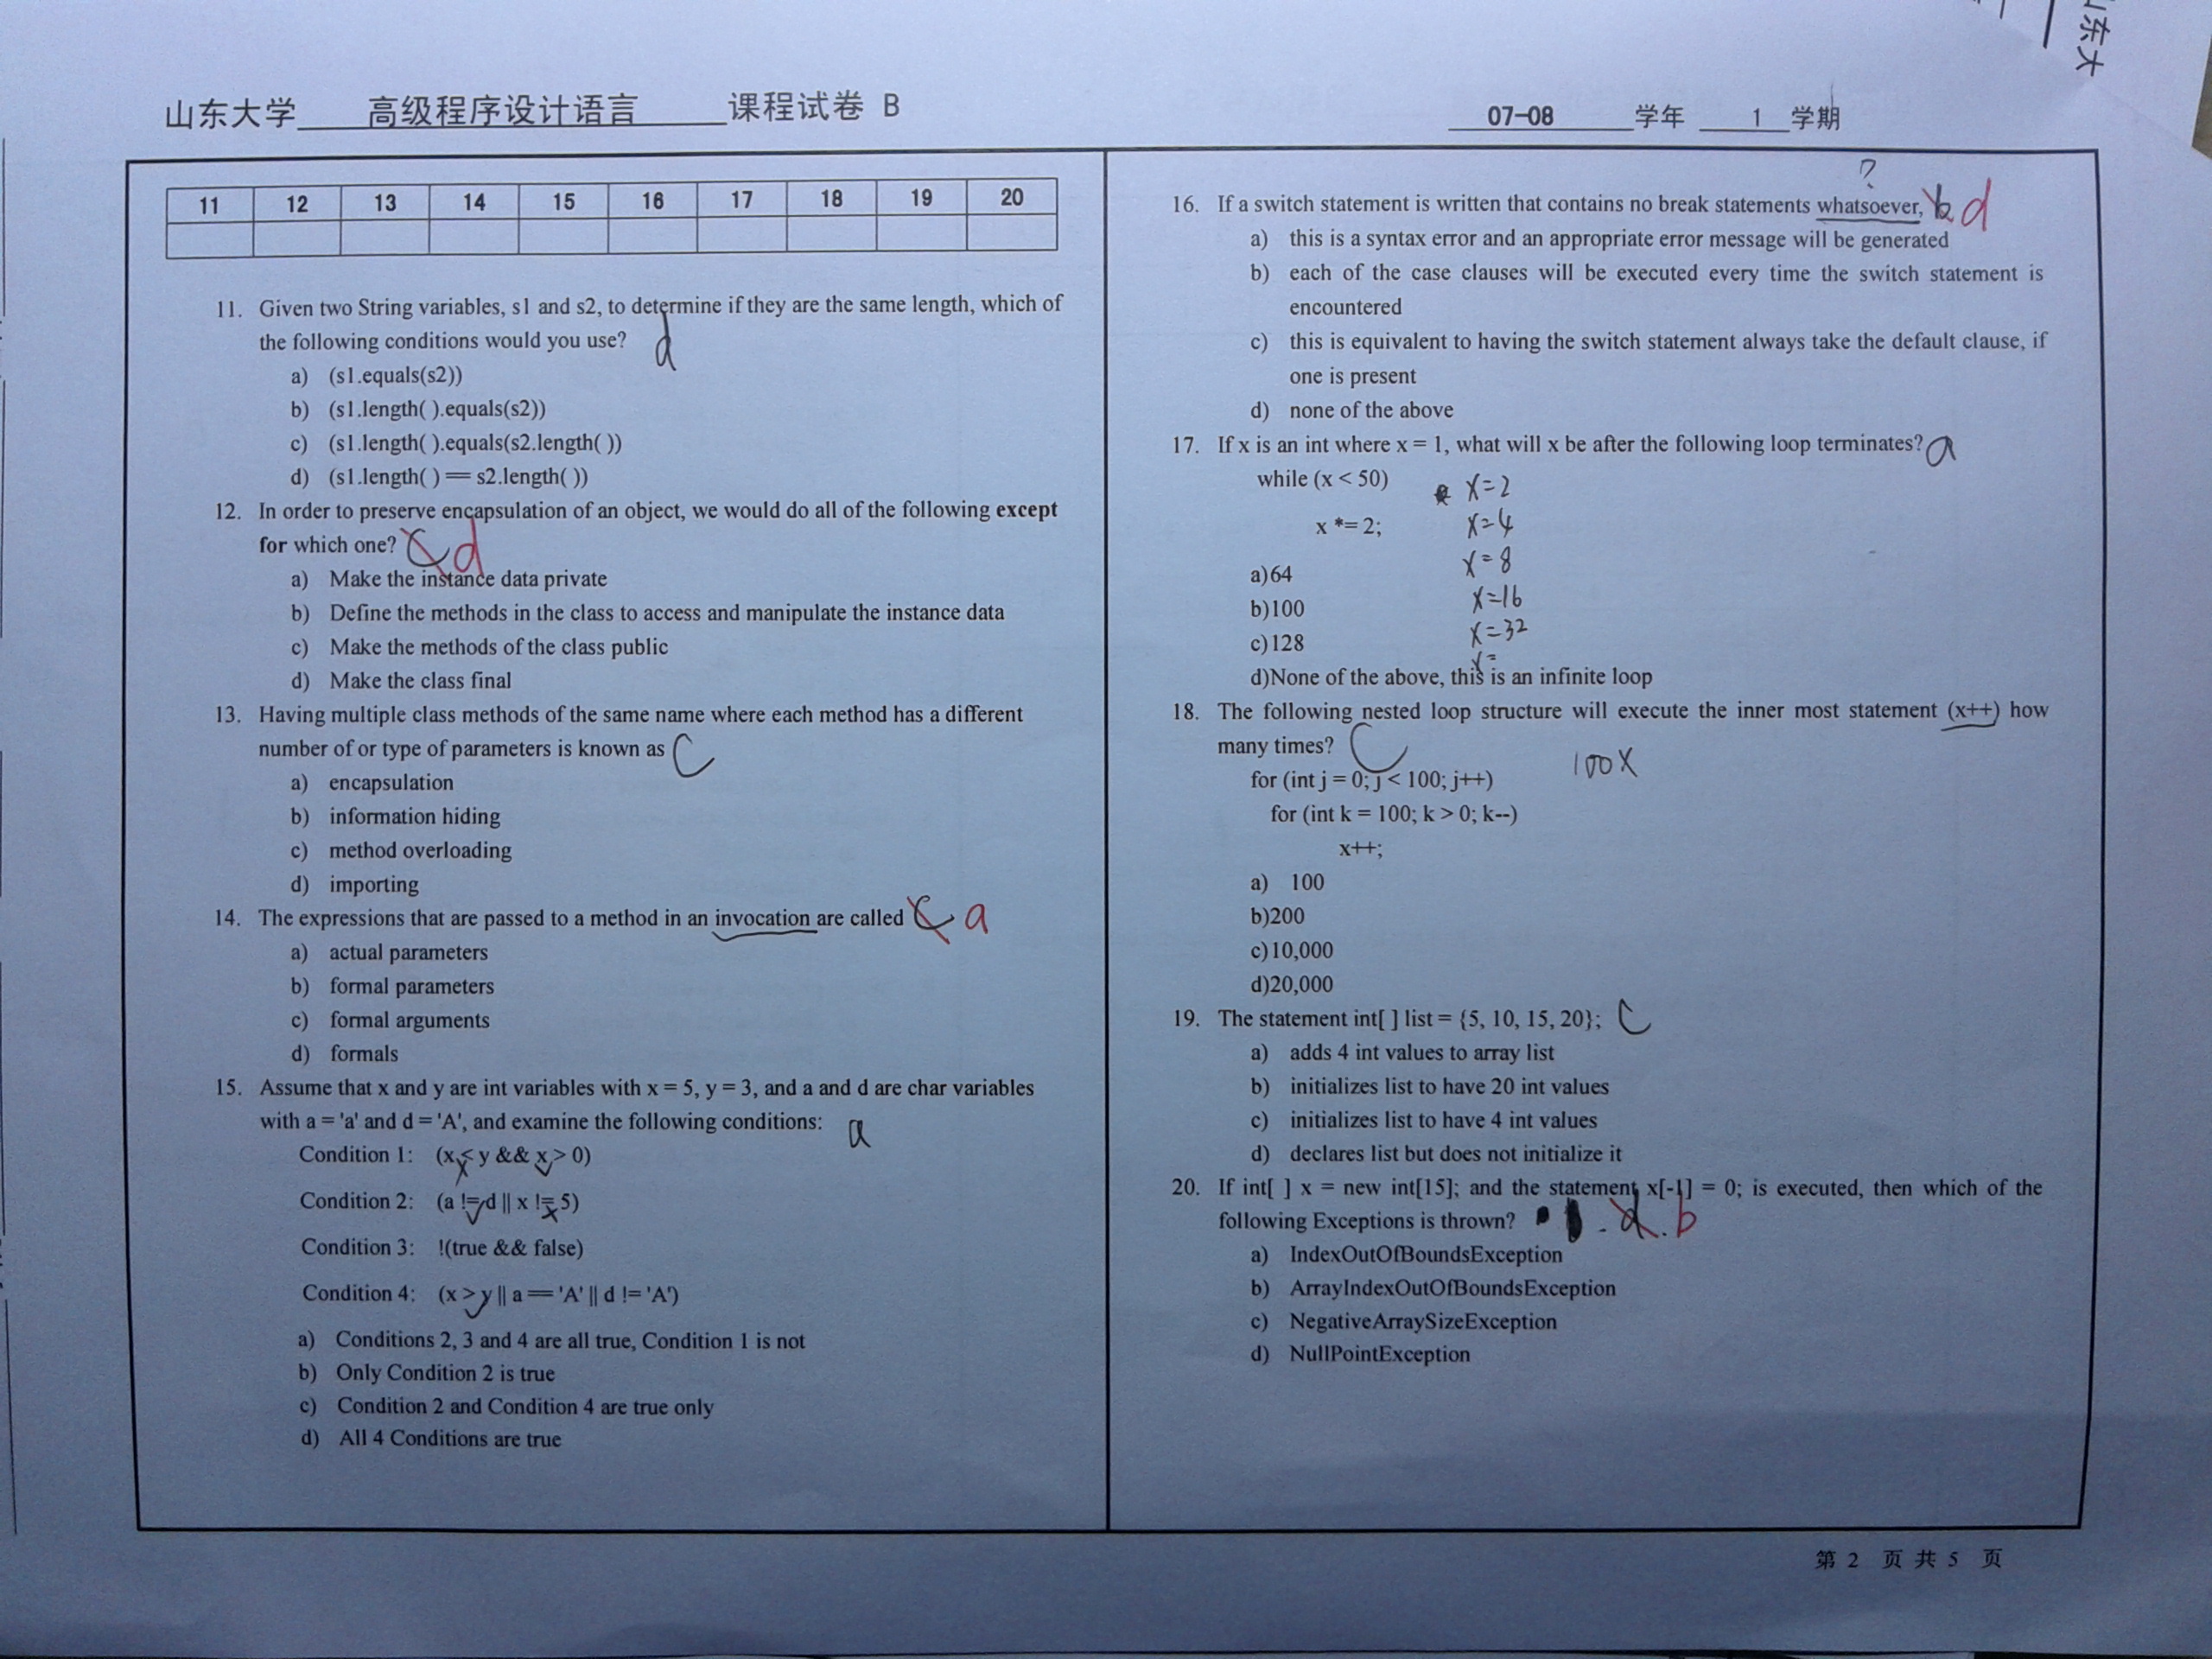 山东大
山东大学 高级程序设计语言 课程试卷 B
07-08 学年 1 学期
11 12 13 14 15 16 17 18 19 20
11. Given two String variables, s1 and s2, to determine if they are the same length, which of
the following conditions would you use? d
a) (s1.equals(s2))
b) (s1.length( ).equals(s2))
c) (s1.length( ).equals(s2.length( ))
d) (s1.length( ) == s2.length( ))
12. In order to preserve encapsulation of an object, we would do all of the following except
for which one? c d
a) Make the instance data private
b) Define the methods in the class to access and manipulate the instance data
c) Make the methods of the class public
d) Make the class final
13. Having multiple class methods of the same name where each method has a different
number of or type of parameters is known as C
a) encapsulation
b) information hiding
c) method overloading
d) importing
14. The expressions that are passed to a method in an invocation are called c a
a) actual parameters
b) formal parameters
c) formal arguments
d) formals
15. Assume that x and y are int variables with x = 5, y = 3, and a and d are char variables
with a = 'a' and d = 'A', and examine the following conditions: a
Condition 1: (x < y && x > 0)
Condition 2: (a != d || x != 5)
Condition 3: !(true && false)
Condition 4: (x > y || a == 'A' || d != 'A')
a) Conditions 2, 3 and 4 are all true, Condition 1 is not
b) Only Condition 2 is true
c) Condition 2 and Condition 4 are true only
d) All 4 Conditions are true
?
16. If a switch statement is written that contains no break statements whatsoever, b d
a) this is a syntax error and an appropriate error message will be generated
b) each of the case clauses will be executed every time the switch statement is
encountered
c) this is equivalent to having the switch statement always take the default clause, if
one is present
d) none of the above
17. If x is an int where x = 1, what will x be after the following loop terminates? a
while (x < 50) x=2
x *= 2; x=4
x=8
a)64
b)100 x=16
c)128 x=32
x=
d)None of the above, this is an infinite loop
18. The following nested loop structure will execute the inner most statement (x++) how
many times? C 100X
for (int j = 0; j < 100; j++)
for (int k = 100; k > 0; k--)
x++;
a) 100
b)200
c)10,000
d)20,000
19. The statement int[ ] list = {5, 10, 15, 20}; C
a) adds 4 int values to array list
b) initializes list to have 20 int values
c) initializes list to have 4 int values
d) declares list but does not initialize it
20. If int[ ] x = new int[15]; and the statement x[-1] = 0; is executed, then which of the
following Exceptions is thrown? d. b
a) IndexOutOfBoundsException
b) ArrayIndexOutOfBoundsException
c) NegativeArraySizeException
d) NullPointException
第 2 页 共 5 页